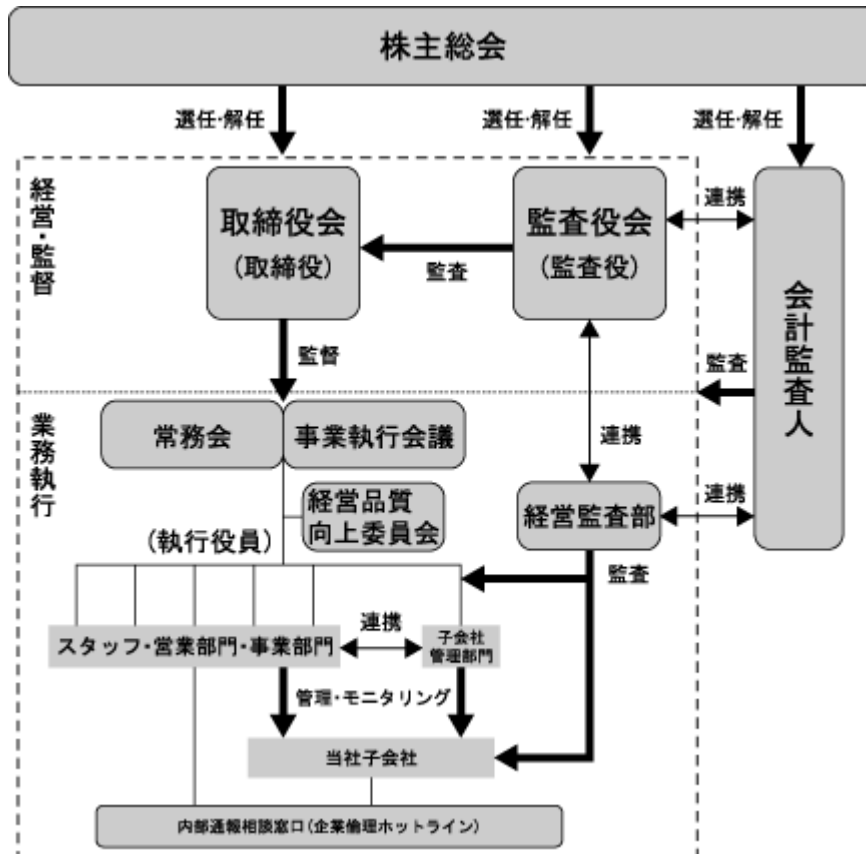 株主総会
選任・解任
選任・解任
選任・解任
経営・監督
取締役会
(取締役)
監査
監査役会
(監査役)
連携
会計監査人
監督
監査
業務執行
常務会
事業執行会議
連携
経営品質
向上委員会
経営監査部
連携
(執行役員)
監査
スタッフ・営業部門・事業部門
連携
子会社
管理部門
管理・モニタリング
当社子会社
内部通報相談窓口(企業倫理ホットライン)